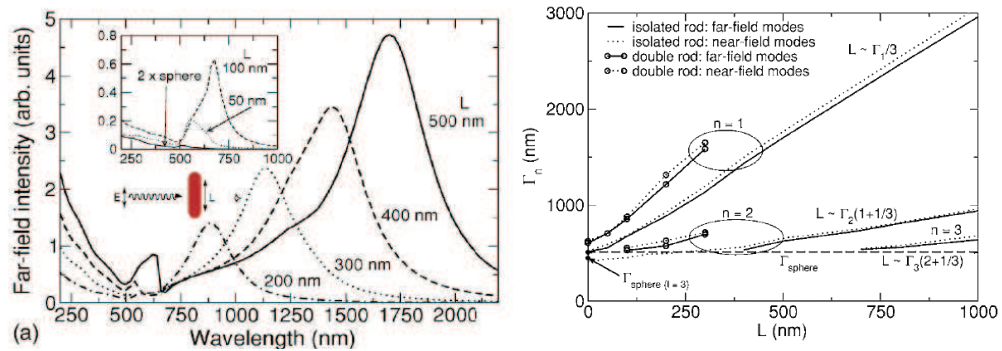 Far-field intensity (arb. units)
5
4
3
2
1
0
250 500 750 1000 1250 1500 1750 2000
Wavelength (nm)
(a)
0.8
0.6
0.4
0.2
0
250 500 750 1000
L
100 nm
2 x sphere
50 nm
E
L
L
500 nm
400 nm
300 nm
200 nm
Γn (nm)
3000
2000
1000
0
0 250 500 750 1000
L (nm)
isolated rod: far-field modes
isolated rod: near-field modes
double rod: far-field modes
double rod: near-field modes
L ~ Γ1/3
n = 1
n = 2
L ~ Γ2(1+1/3)
n = 3
Γsphere
L ~ Γ3(2+1/3)
Γsphere (l = 3)